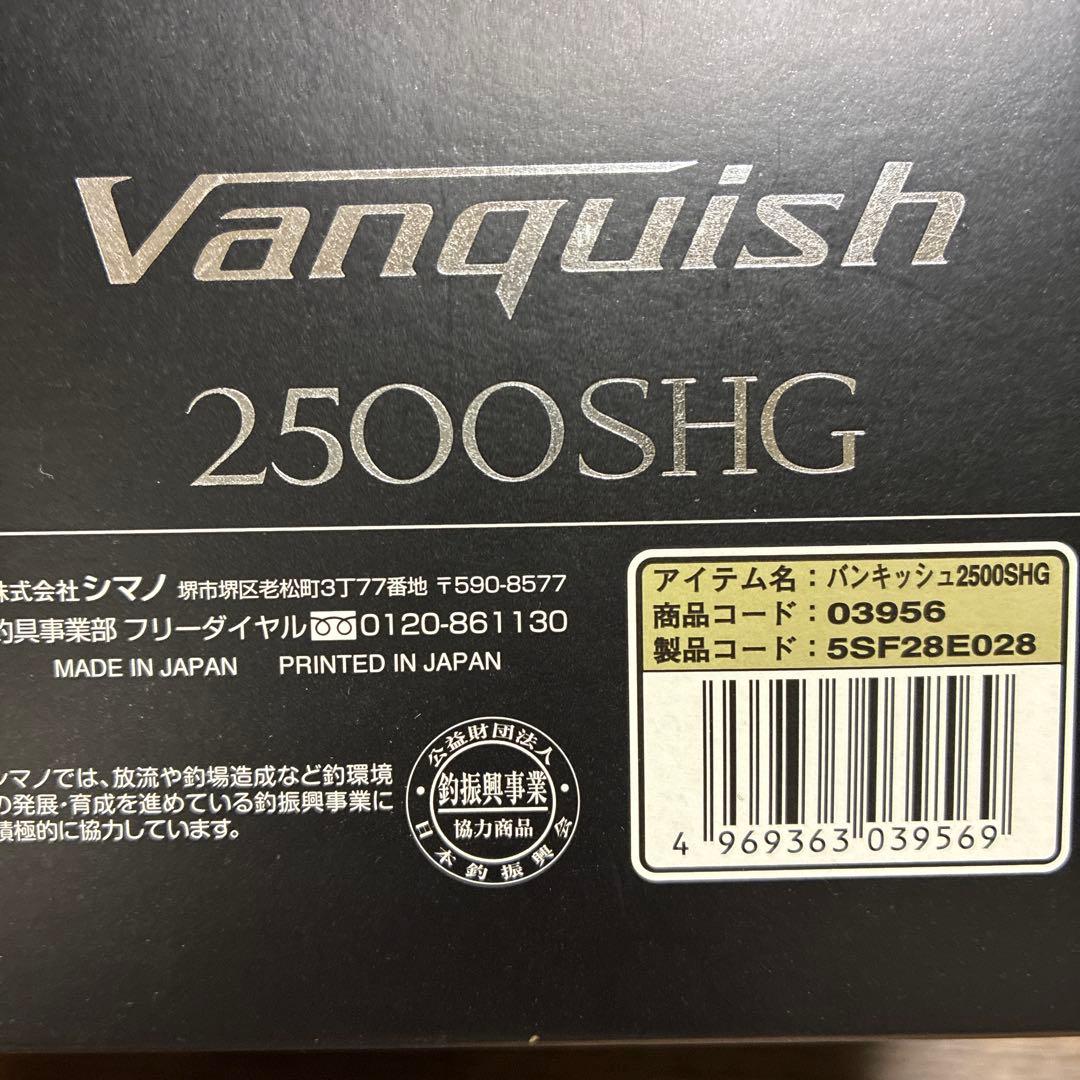 Vanquish
2500SHG
株式会社シマノ 堺市堺区老松町3丁77番地 〒590-8577
釣具事業部 フリーダイヤル 0120-861130
MADE IN JAPAN PRINTED IN JAPAN
シマノでは、放流や釣場造成など釣環境
の発展・育成を進めている釣振興事業に
積極的に協力しています。
公益財団法人
釣振興事業
協力商品
日本釣振興会
アイテム名：バンキッシュ2500SHG
商品コード：03956
製品コード：5SF28E028
4 969363 039569